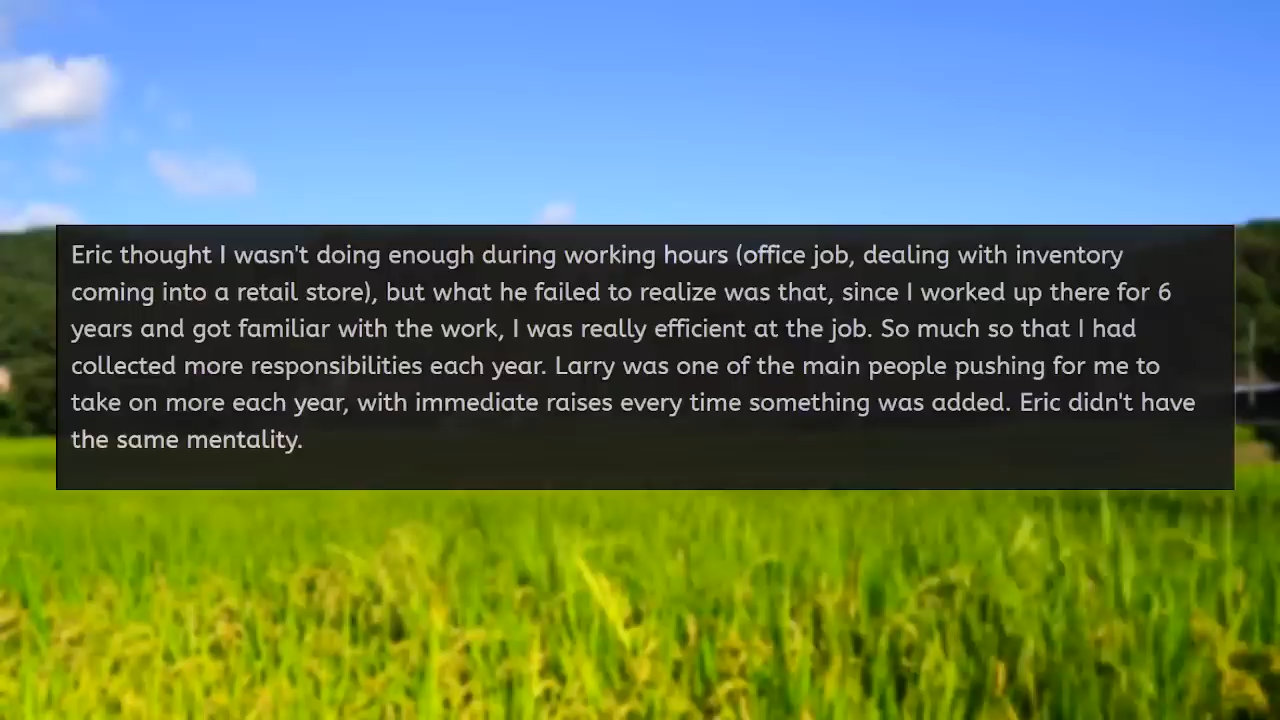 Eric thought I wasn't doing enough during working hours (office job, dealing with inventory
coming into a retail store), but what he failed to realize was that, since I worked up there for 6
years and got familiar with the work, I was really efficient at the job. So much so that I had
collected more responsibilities each year. Larry was one of the main people pushing for me to
take on more each year, with immediate raises every time something was added. Eric didn't have
the same mentality.